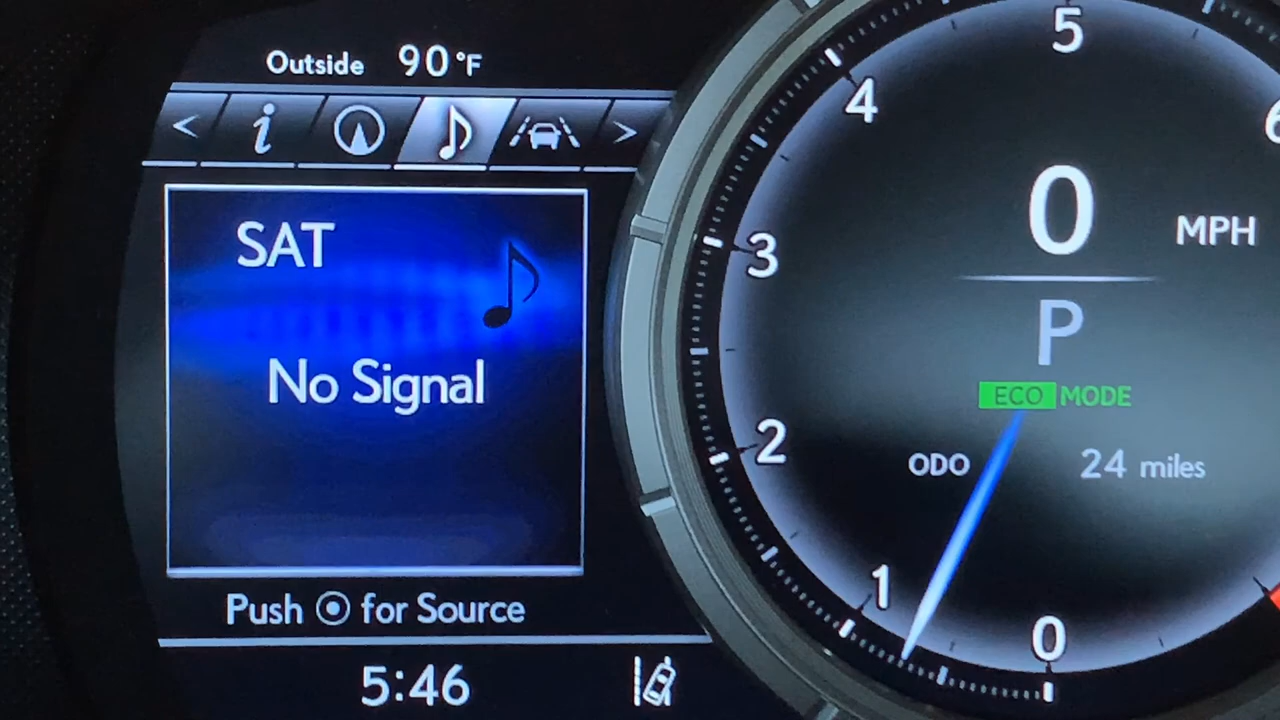 Outside 90°F
< i >
SAT
No Signal
Push for Source
5:46
5
4
6
3
2
1
0
0 MPH
P
ECO MODE
ODO 24 miles